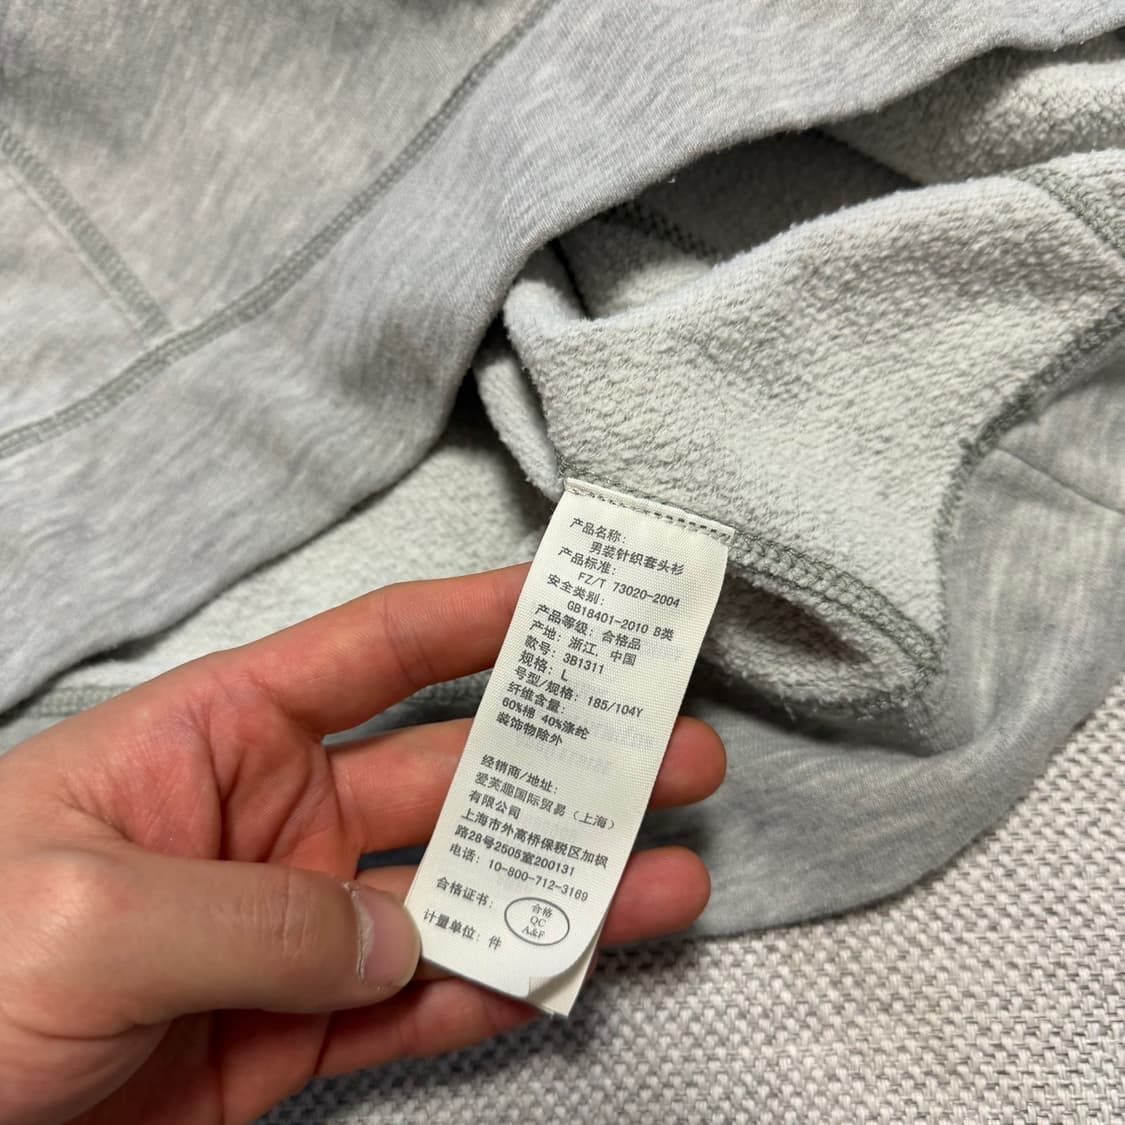 产品名称:
男装针织套头衫
产品标准:
FZ/T 73020-2004
安全类别:
GB18401-2010 B类
产品等级: 合格品
产地: 浙江, 中国
款号: 3B1311
规格: L
号型/规格: 185/104Y
纤维含量:
60%棉 40%涤纶
装饰物除外
经销商/地址:
爱芙趣国际贸易(上海)
有限公司
上海市外高桥保税区加枫
路28号2505室200131
电话: 10-800-712-3169
合格证书:
合格
QC
A&F
计量单位: 件